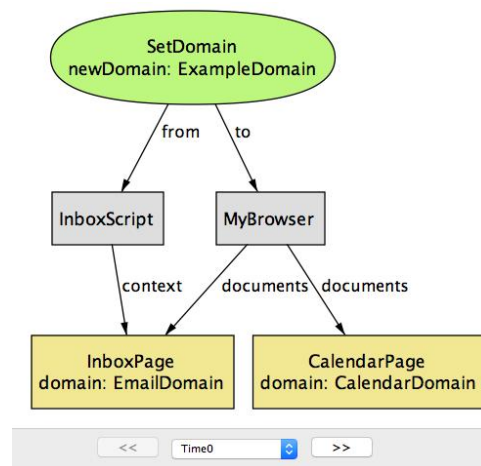 SetDomain
newDomain: ExampleDomain
from
to
InboxScript
MyBrowser
context
documents
documents
InboxPage
domain: EmailDomain
CalendarPage
domain: CalendarDomain
<<
Time0
>>